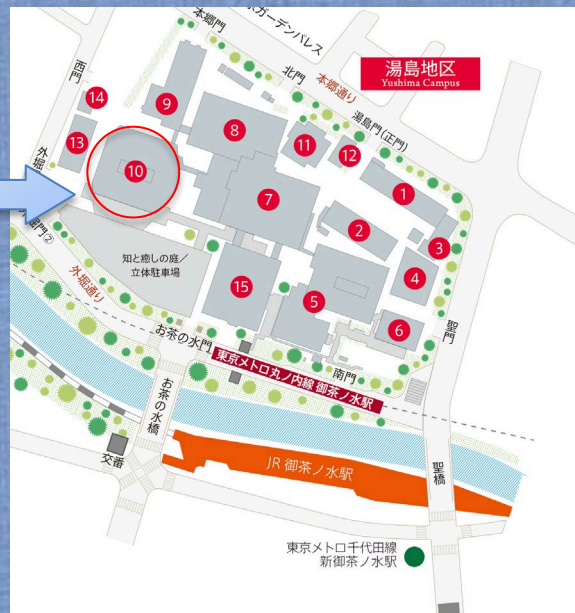 京ガーデンパレス
本郷門
北門
本郷通り
湯島地区
Yushima Campus
西門
湯島門(正門)
14
9
8
11
12
13
10
1
外堀
7
2
3
4
堀門②
知と癒しの庭/
立体駐車場
外堀通り
15
5
6
聖門
お茶の水門
南門
東京メトロ丸ノ内線 御茶ノ水駅
お茶の水橋
交番
JR 御茶ノ水駅
聖橋
東京メトロ千代田線
新御茶ノ水駅